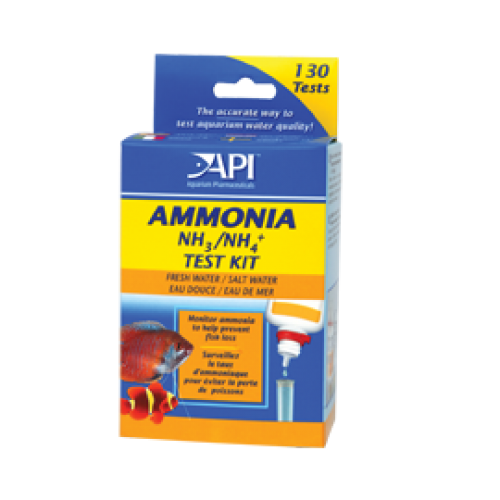 130
Tests
The accurate way to
test aquarium water quality!
API™
Aquarium Pharmaceuticals
AMMONIA
NH₃/NH₄⁺
TEST KIT
FRESH WATER / SALT WATER
EAU DOUCE / EAU DE MER
Monitor ammonia
to help prevent
fish loss
Surveillez
le taux
d'ammoniaque
pour éviter la perte
de poissons